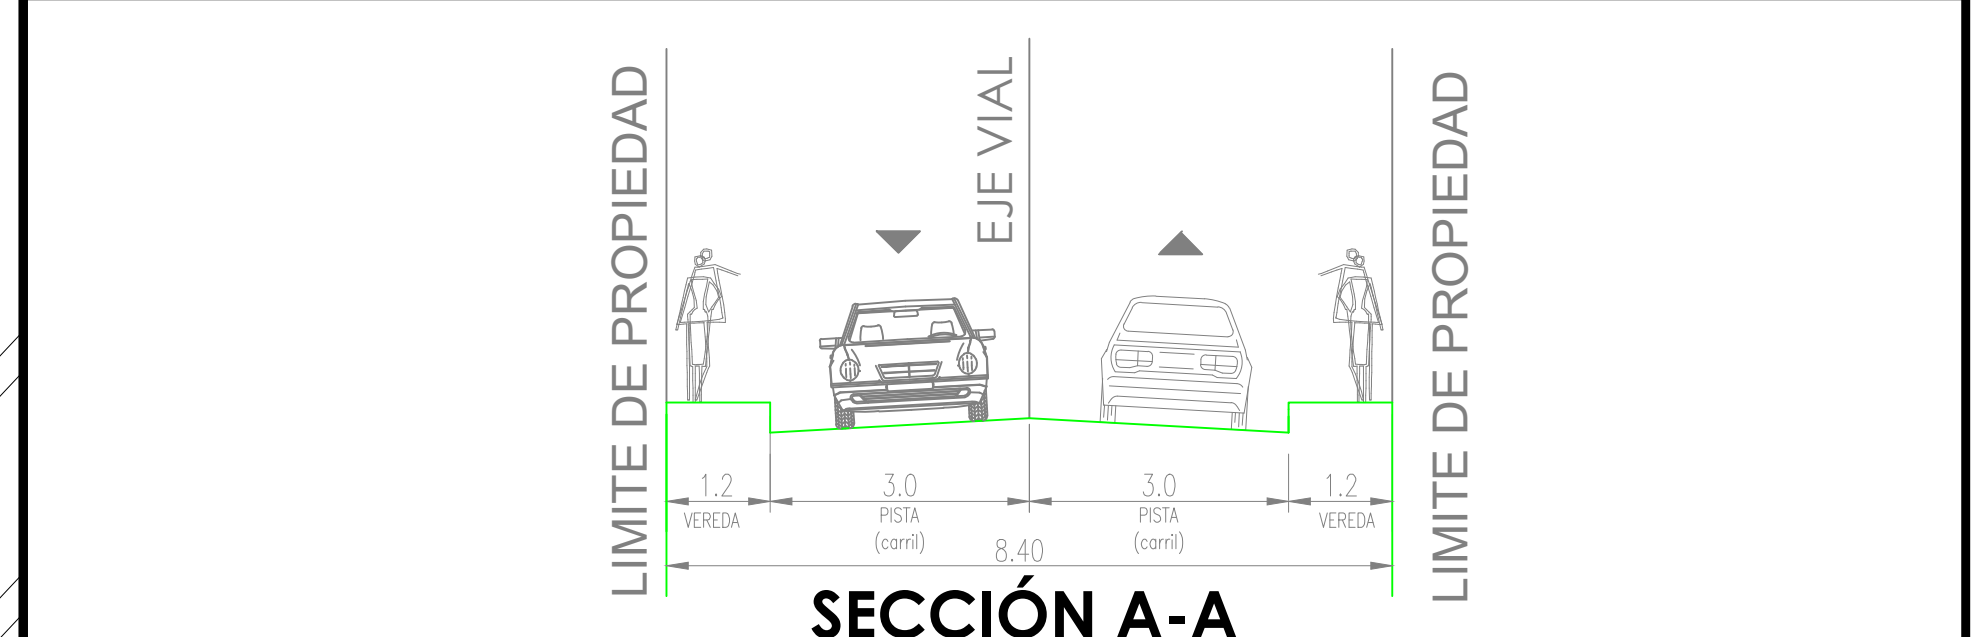 LIMITE DE PROPIEDAD
EJE VIAL
LIMITE DE PROPIEDAD
1.2
3.0
3.0
1.2
VEREDA
PISTA
PISTA
VEREDA
(carril)
(carril)
8.40
SECCIÓN A-A